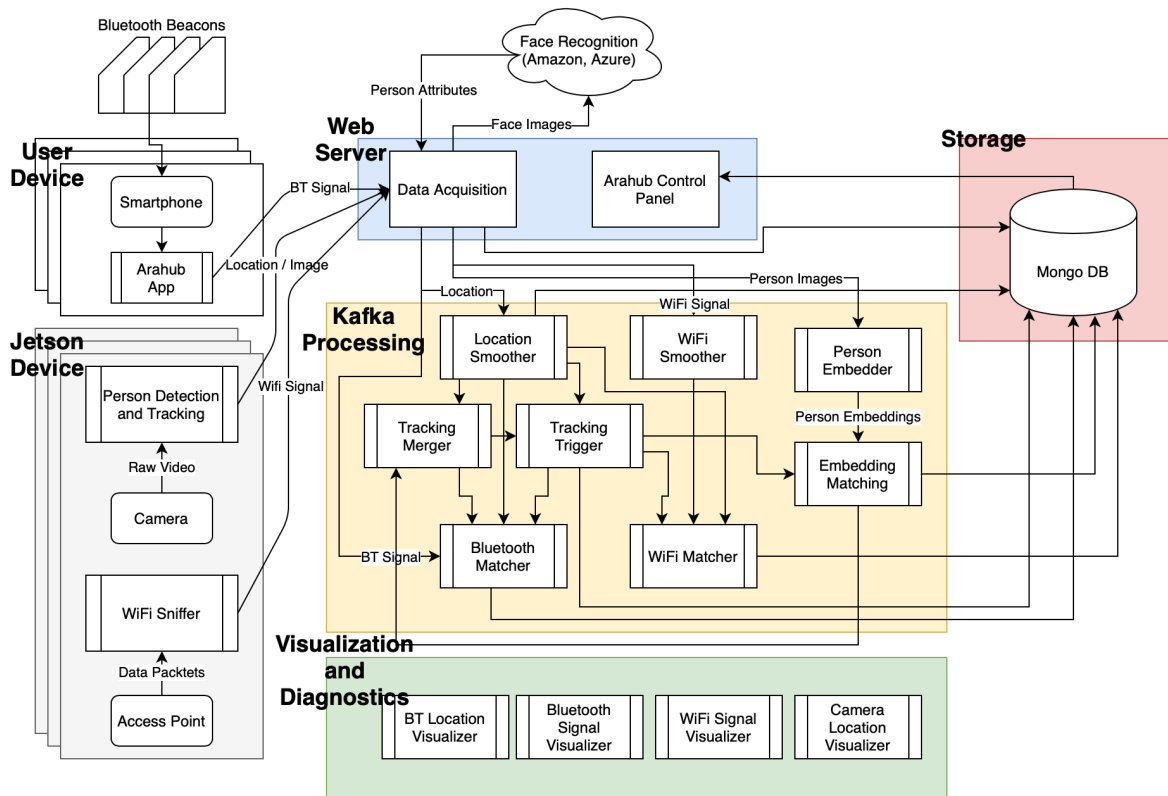 Bluetooth Beacons
Face Recognition
(Amazon, Azure)
Person Attributes
Face Images
User
Device
Web
Server
Storage
Smartphone
BT Signal
Data Acquisition
Arahub Control
Panel
Arahub
App
Location / Image
Mongo DB
Location
Person Images
WiFi Signal
Kafka
Processing
Jetson
Device
Location
Smoother
WiFi
Smoother
Person
Embedder
Person Detection
and Tracking
Wifi Signal
Tracking
Merger
Tracking
Trigger
Person Embeddings
Raw Video
Embedding
Matching
Camera
BT Signal
Bluetooth
Matcher
WiFi Matcher
WiFi Sniffer
Data Packtets
Access Point
Visualization
and
Diagnostics
BT Location
Visualizer
Bluetooth
Signal
Visualizer
WiFi Signal
Visualizer
Camera
Location
Visualizer